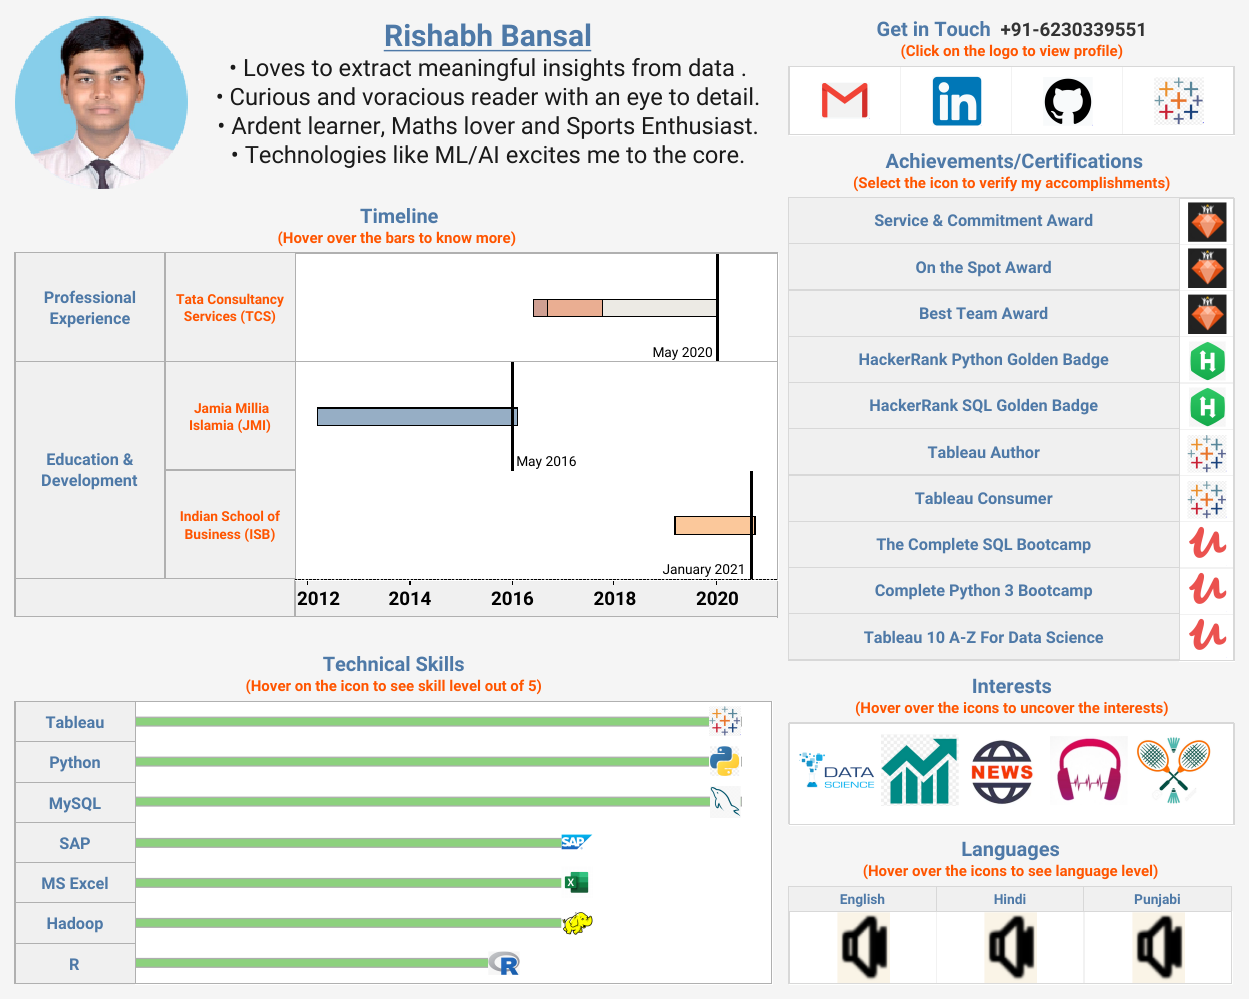 Rishabh Bansal
• Loves to extract meaningful insights from data .
• Curious and voracious reader with an eye to detail.
• Ardent learner, Maths lover and Sports Enthusiast.
• Technologies like ML/AI excites me to the core.
Get in Touch +91-6230339551
(Click on the logo to view profile)
in
Achievements/Certifications
(Select the icon to verify my accomplishments)
Service & Commitment Award
On the Spot Award
Best Team Award
HackerRank Python Golden Badge
H
HackerRank SQL Golden Badge
H
Tableau Author
Tableau Consumer
The Complete SQL Bootcamp
Complete Python 3 Bootcamp
Tableau 10 A-Z For Data Science
Timeline
(Hover over the bars to know more)
Professional
Experience
Tata Consultancy
Services (TCS)
May 2020
Education &
Development
Jamia Millia
Islamia (JMI)
May 2016
Indian School of
Business (ISB)
January 2021
2012 2014 2016 2018 2020
Technical Skills
(Hover on the icon to see skill level out of 5)
Tableau
Python
MySQL
SAP
SAP
MS Excel
X
Hadoop
R
R
Interests
(Hover over the icons to uncover the interests)
DATA
SCIENCE
NEWS
Languages
(Hover over the icons to see language level)
English Hindi Punjabi